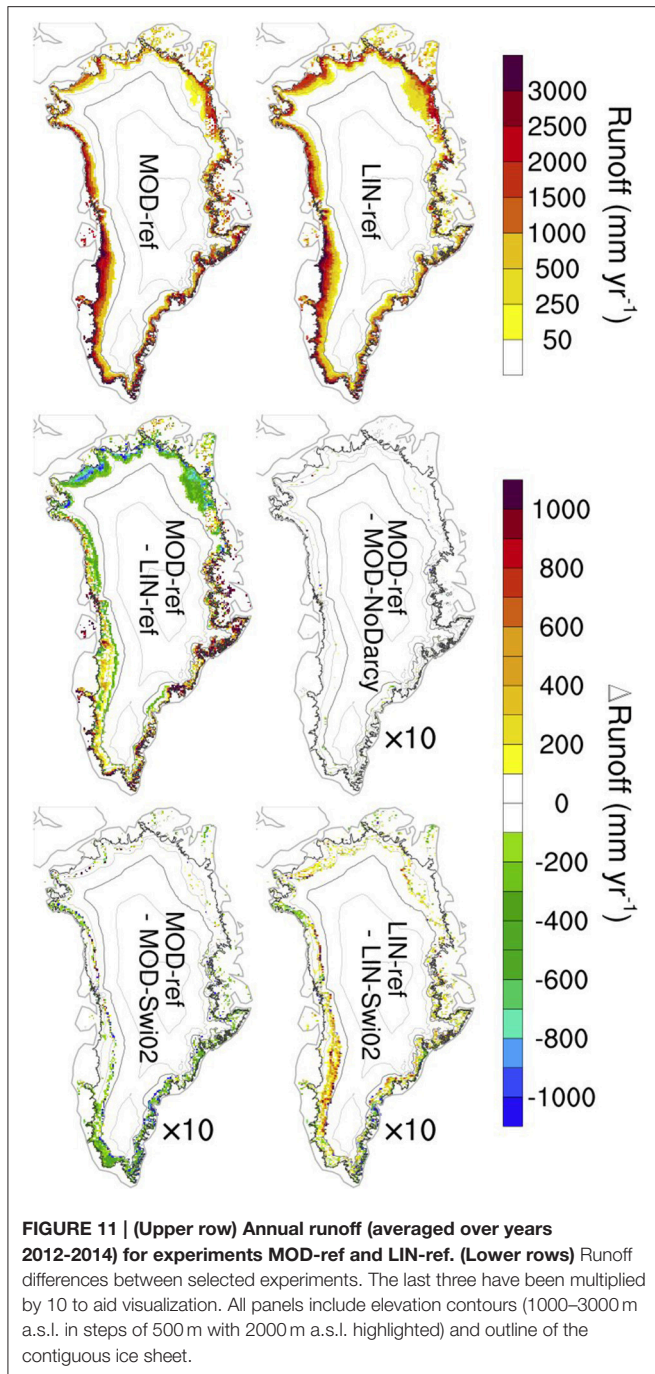 MOD-ref
LIN-ref
Runoff (mm yr-1)
3000
2500
2000
1500
1000
500
250
50
MOD-ref
- LIN-ref
MOD-ref
- MOD-NoDarcy
×10
MOD-ref
- MOD-Swi02
×10
LIN-ref
- LIN-Swi02
×10
△Runoff (mm yr-1)
1000
800
600
400
200
0
-200
-400
-600
-800
-1000
FIGURE 11 | (Upper row) Annual runoff (averaged over years
2012-2014) for experiments MOD-ref and LIN-ref. (Lower rows) Runoff
differences between selected experiments. The last three have been multiplied
by 10 to aid visualization. All panels include elevation contours (1000–3000 m
a.s.l. in steps of 500 m with 2000 m a.s.l. highlighted) and outline of the
contiguous ice sheet.